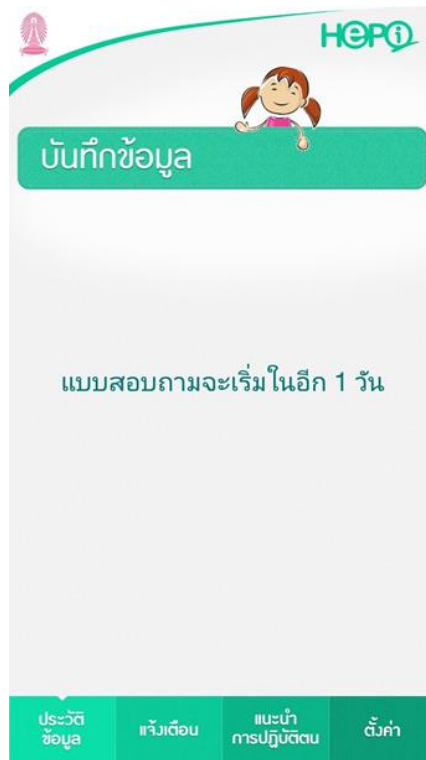 HePi
บันทึกข้อมูล
แบบสอบถามจะเริ่มในอีก 1 วัน
ประวัติ
ข้อมูล
แจ้งเตือน
แนะนำ
การปฏิบัติตน
ตั้งค่า